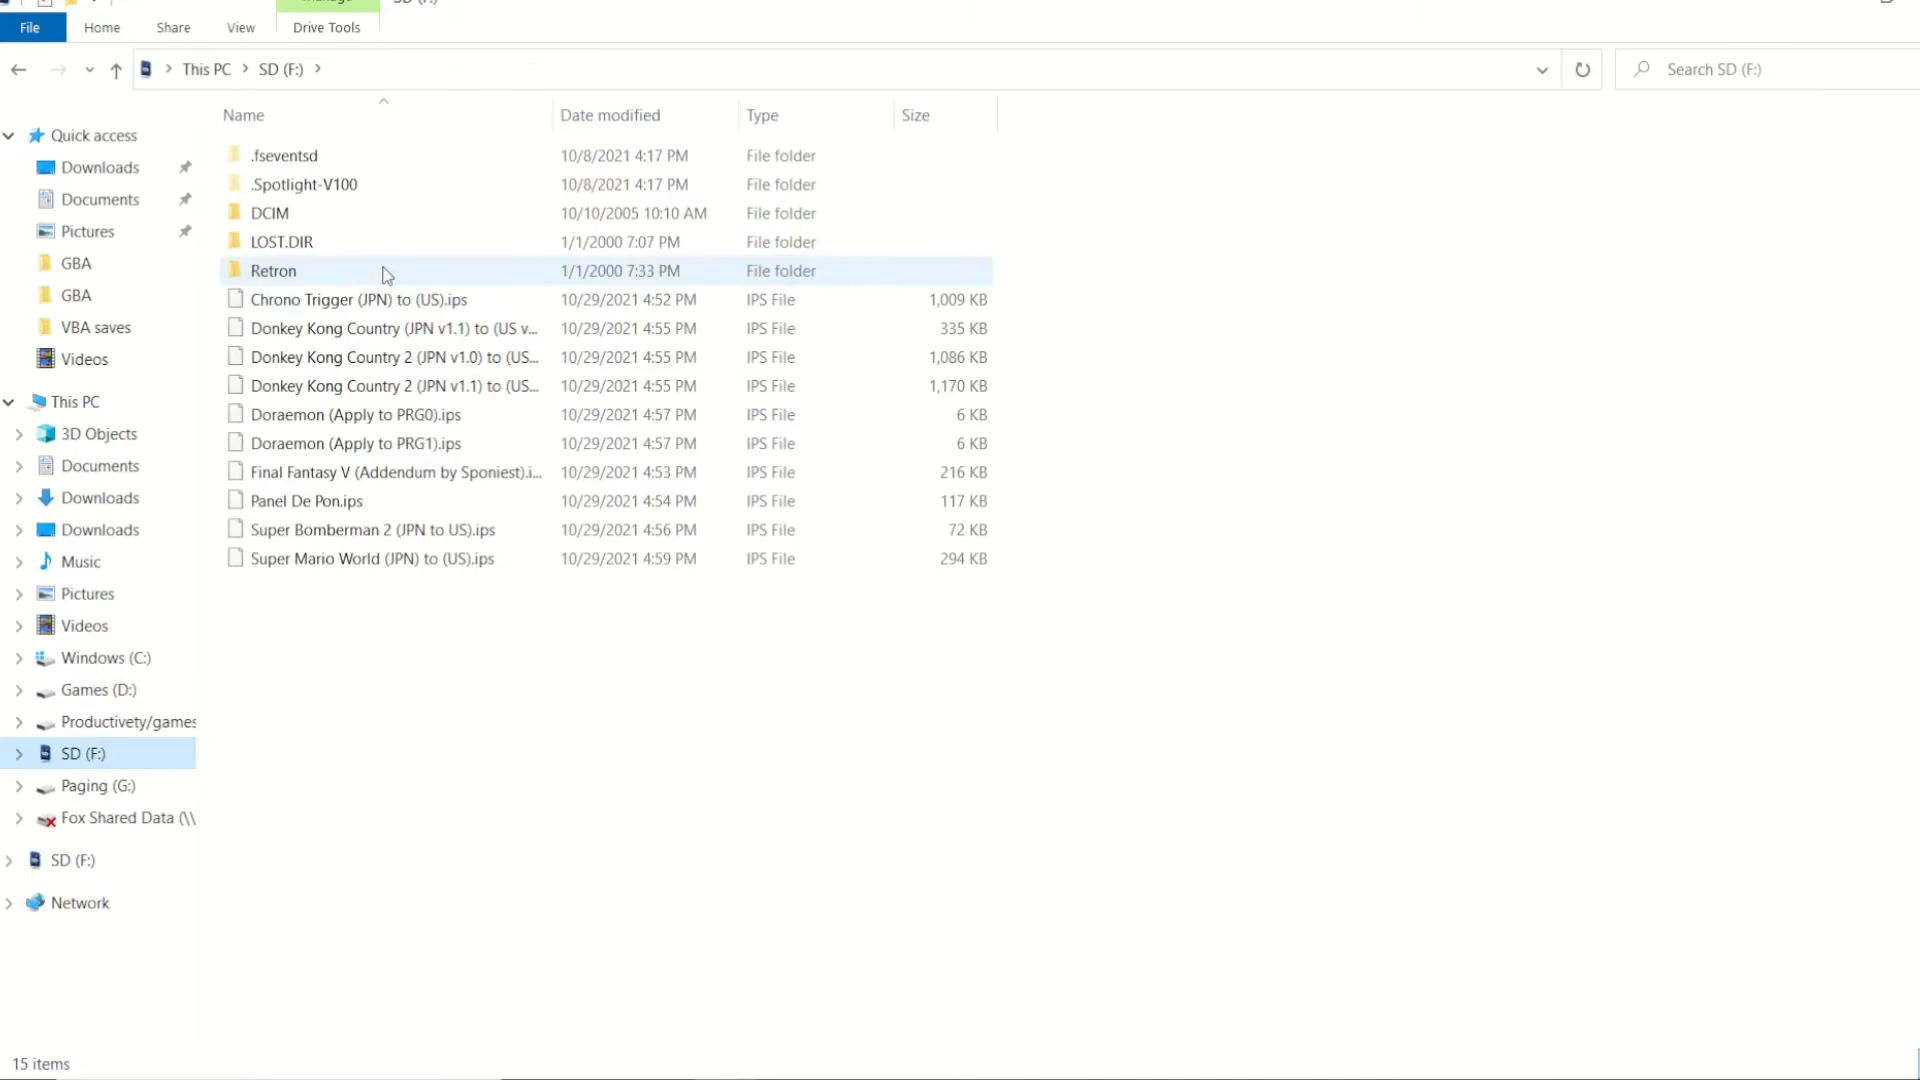 File Home Share View Drive Tools
This PC SD (F:) Search SD (F:)
Name Date modified Type Size
Quick access
Downloads
Documents
Pictures
GBA
GBA
VBA saves
Videos
This PC
3D Objects
Documents
Downloads
Downloads
Music
Pictures
Videos
Windows (C:)
Games (D:)
Productivety/games
SD (F:)
Paging (G:)
Fox Shared Data (\\
SD (F:)
Network
.fseventsd 10/8/2021 4:17 PM File folder
.Spotlight-V100 10/8/2021 4:17 PM File folder
DCIM 10/10/2005 10:10 AM File folder
LOST.DIR 1/1/2000 7:07 PM File folder
Retron 1/1/2000 7:33 PM File folder
Chrono Trigger (JPN) to (US).ips 10/29/2021 4:52 PM IPS File 1,009 KB
Donkey Kong Country (JPN v1.1) to (US v... 10/29/2021 4:55 PM IPS File 335 KB
Donkey Kong Country 2 (JPN v1.0) to (US... 10/29/2021 4:55 PM IPS File 1,086 KB
Donkey Kong Country 2 (JPN v1.1) to (US... 10/29/2021 4:55 PM IPS File 1,170 KB
Doraemon (Apply to PRG0).ips 10/29/2021 4:57 PM IPS File 6 KB
Doraemon (Apply to PRG1).ips 10/29/2021 4:57 PM IPS File 6 KB
Final Fantasy V (Addendum by Sponiest).i... 10/29/2021 4:53 PM IPS File 216 KB
Panel De Pon.ips 10/29/2021 4:54 PM IPS File 117 KB
Super Bomberman 2 (JPN to US).ips 10/29/2021 4:56 PM IPS File 72 KB
Super Mario World (JPN) to (US).ips 10/29/2021 4:59 PM IPS File 294 KB
15 items